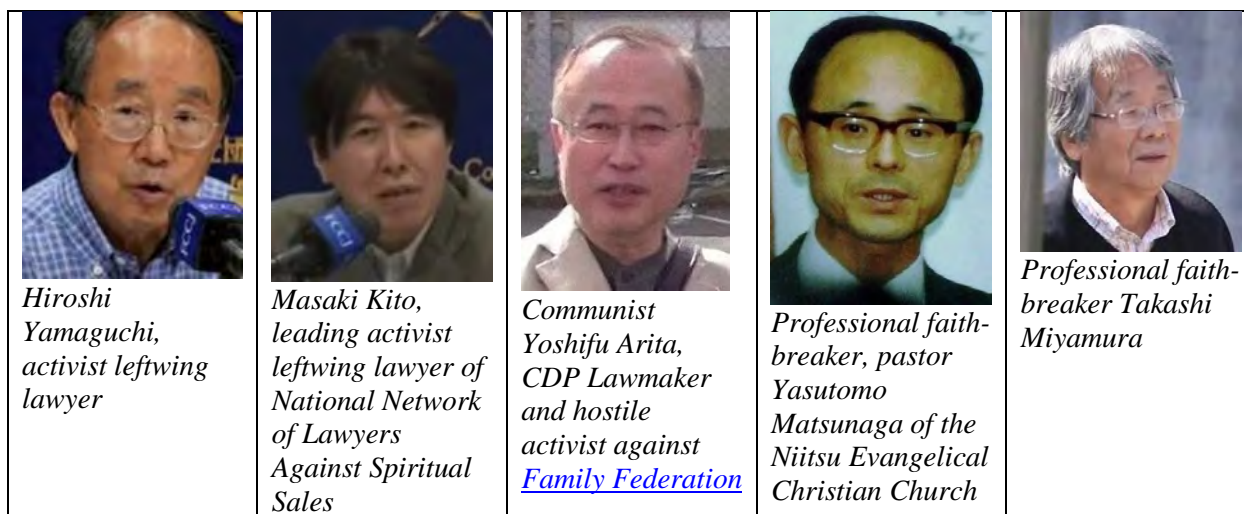 Hiroshi
Yamaguchi,
activist leftwing
lawyer
Masaki Kito,
leading activist
leftwing lawyer of
National Network
of Lawyers
Against Spiritual
Sales
Communist
Yoshifu Arita,
CDP Lawmaker
and hostile
activist against
Family Federation
Professional faith-
breaker, pastor
Yasutomo
Matsunaga of the
Niitsu Evangelical
Christian Church
Professional faith-
breaker Takashi
Miyamura
FCCJ
FCCJ